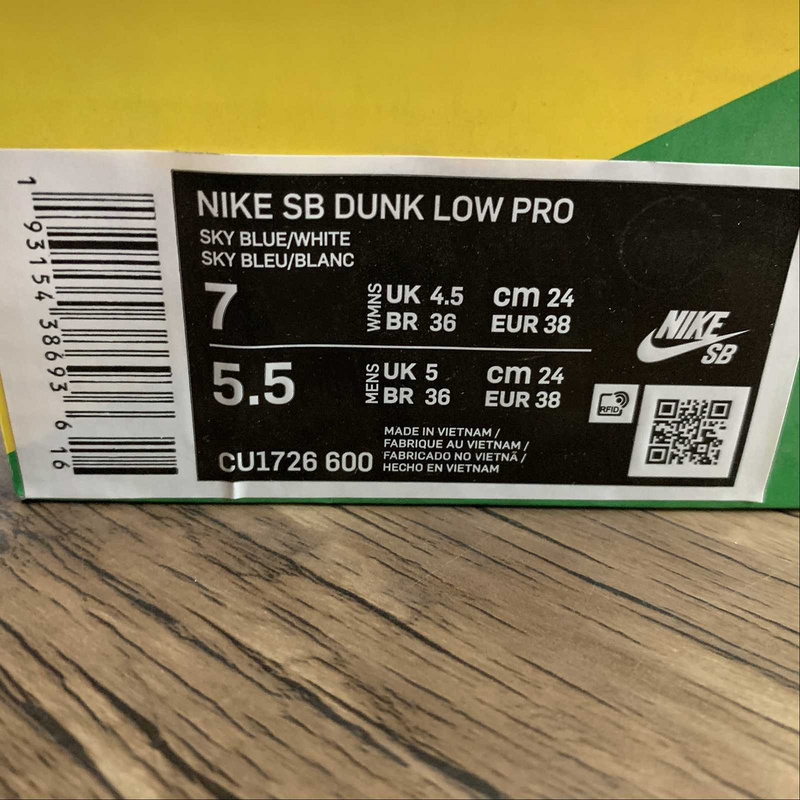 NIKE SB DUNK LOW PRO
SKY BLUE/WHITE
SKY BLEU/BLANC
7 WMNS UK 4.5 cm 24
BR 36 EUR 38
5.5 MENS UK 5 cm 24
BR 36 EUR 38
CU1726 600
MADE IN VIETNAM /
FABRIQUE AU VIETNAM /
FABRICADO NO VIETNÃ /
HECHO EN VIETNAM
NIKE
SB
RFID
1 93154 38693 6 16